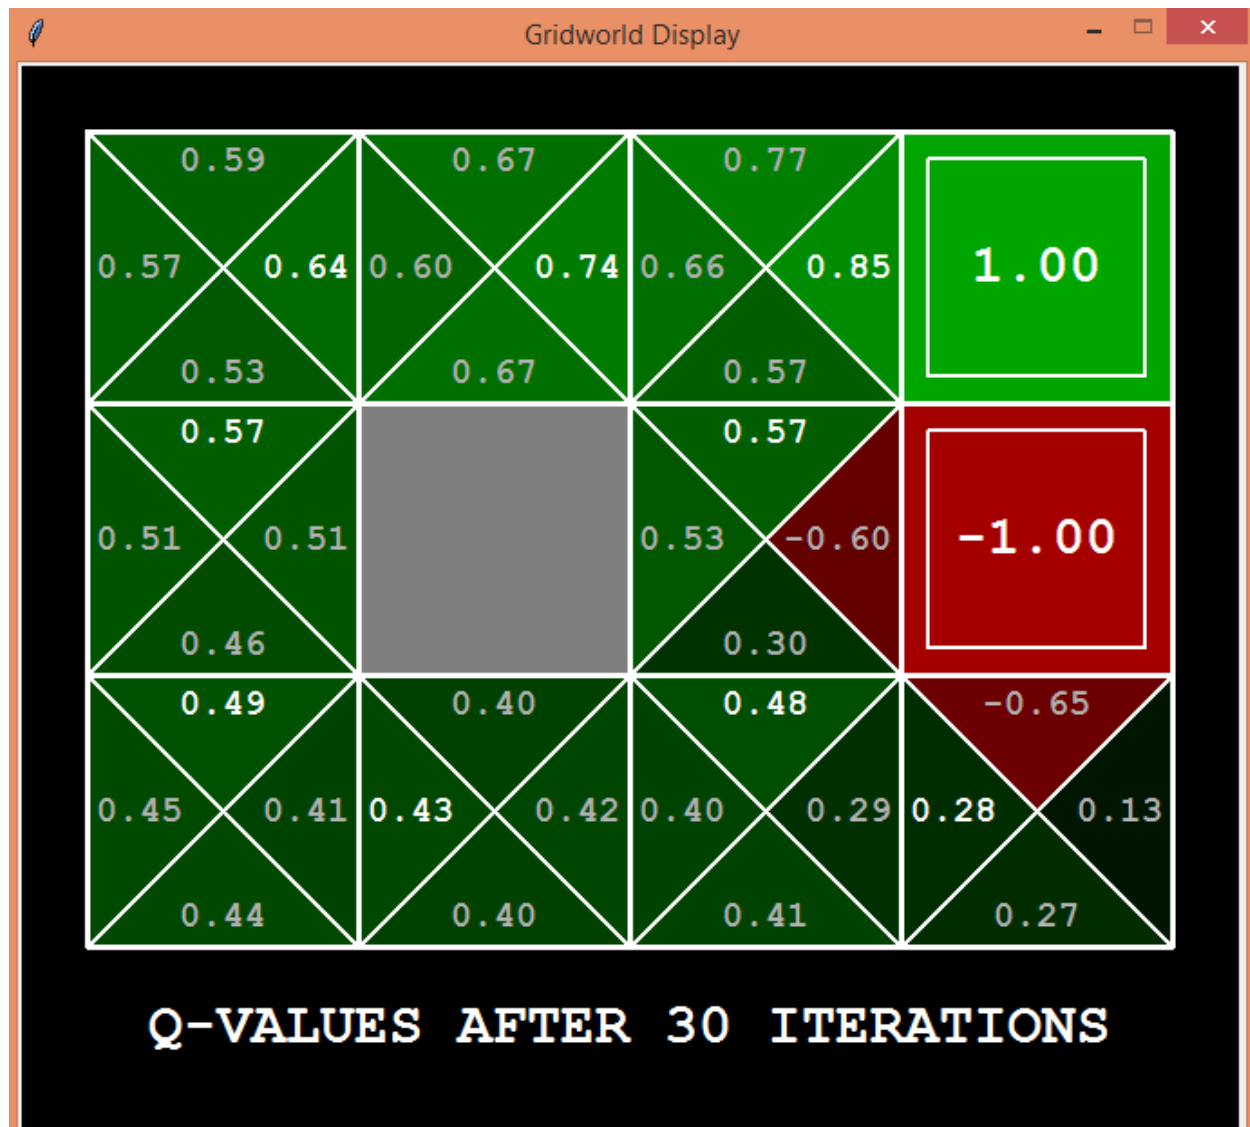 Gridworld Display
0.59 0.67 0.77
0.57 0.64 0.60 0.74 0.66 0.85 1.00
0.53 0.67 0.57
0.57 0.57
0.51 0.51 0.53 -0.60 -1.00
0.46 0.30
0.49 0.40 0.48 -0.65
0.45 0.41 0.43 0.42 0.40 0.29 0.28 0.13
0.44 0.40 0.41 0.27
Q-VALUES AFTER 30 ITERATIONS